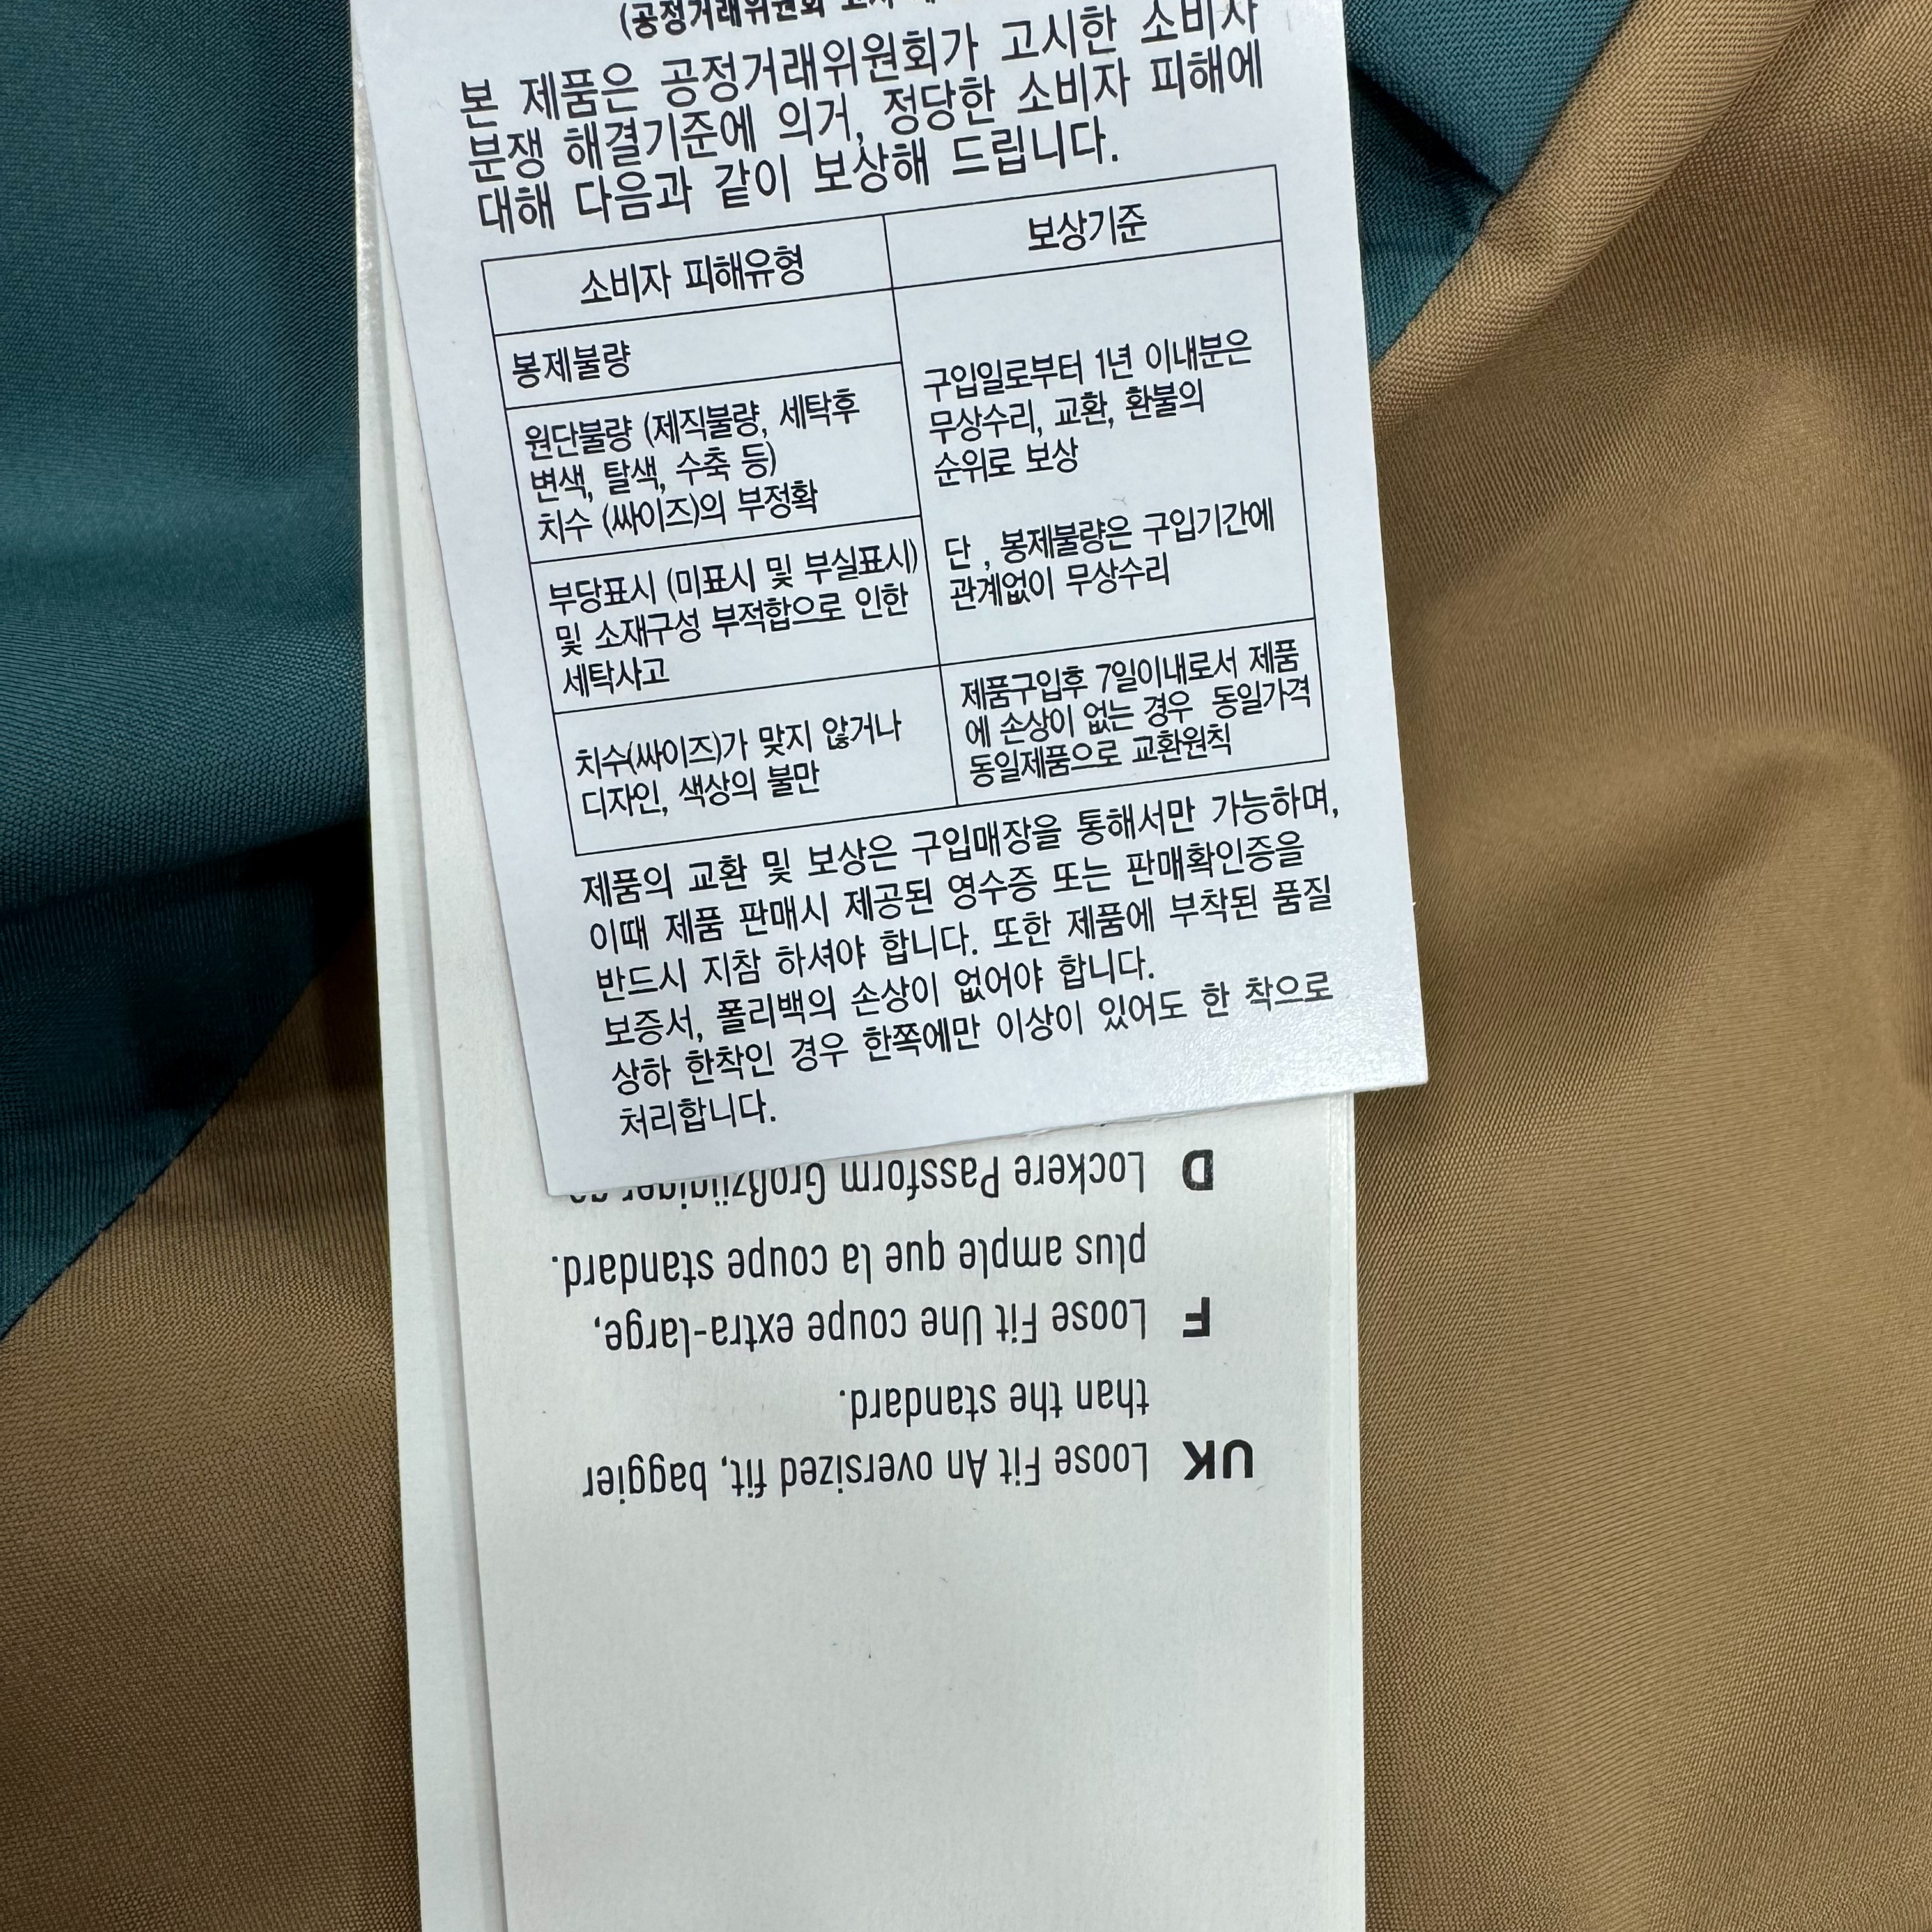 (공정거래위원회 고시
본 제품은 공정거래위원회가 고시한 소비자
분쟁 해결기준에 의거, 정당한 소비자 피해에
대해 다음과 같이 보상해 드립니다.
소비자 피해유형
보상기준
봉제불량
원단불량 (제직불량, 세탁후
변색, 탈색, 수축 등)
치수 (싸이즈)의 부정확
부당표시 (미표시 및 부실표시)
및 소재구성 부적합으로 인한
세탁사고
구입일로부터 1년 이내분은
무상수리, 교환, 환불의
순위로 보상
단 , 봉제불량은 구입기간에
관계없이 무상수리
치수(싸이즈)가 맞지 않거나
디자인, 색상의 불만
제품구입후 7일이내로서 제품
에 손상이 없는 경우 동일가격
동일제품으로 교환원칙
제품의 교환 및 보상은 구입매장을 통해서만 가능하며,
이때 제품 판매시 제공된 영수증 또는 판매확인증을
반드시 지참 하셔야 합니다. 또한 제품에 부착된 품질
보증서, 폴리백의 손상이 없어야 합니다.
상하 한착인 경우 한쪽에만 이상이 있어도 한 착으로
처리합니다.
UK Loose Fit An oversized fit, baggier
than the standard.
F Loose Fit Une coupe extra-large,
plus ample que la coupe standard.
D Lockere Passform Großzügiger